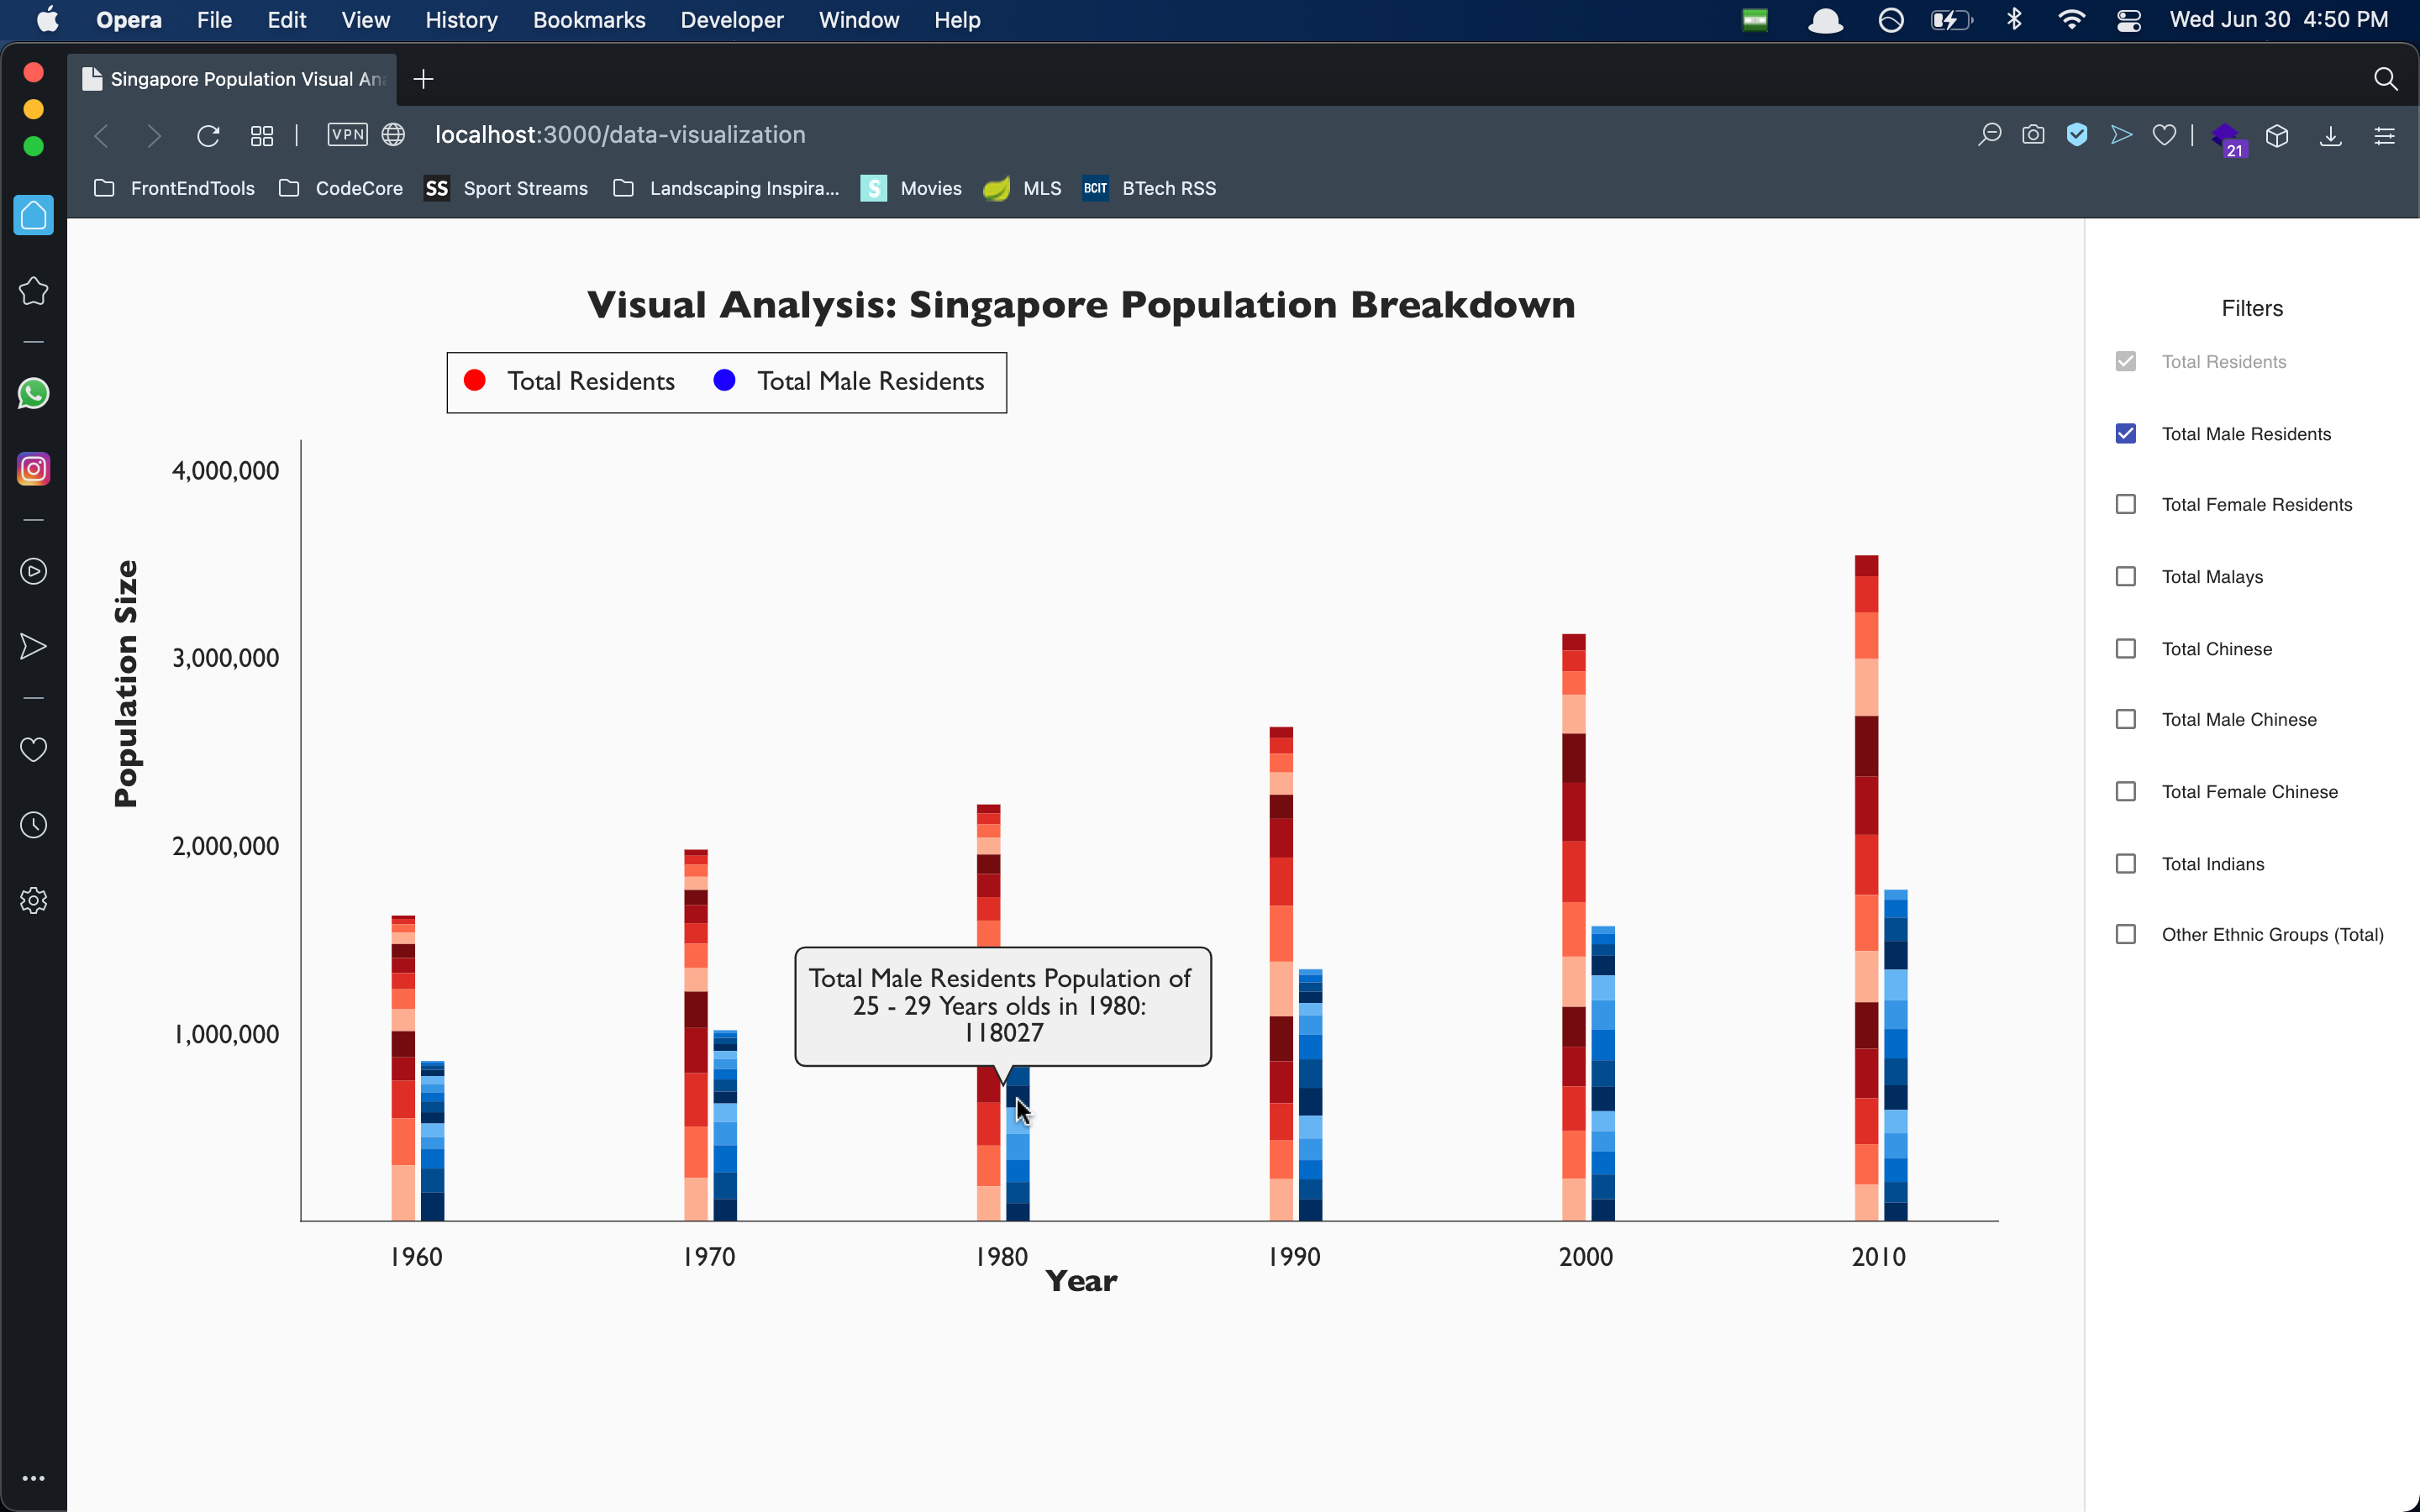 Opera File Edit View History Bookmarks Developer Window Help Wed Jun 30 4:50 PM
Singapore Population Visual Ana
VPN localhost:3000/data-visualization 21
FrontEndTools CodeCore SS Sport Streams Landscaping Inspira... S Movies MLS BCIT BTech RSS
Visual Analysis: Singapore Population Breakdown
Total Residents Total Male Residents
Population Size
4,000,000
3,000,000
2,000,000
1,000,000
Total Male Residents Population of
25 - 29 Years olds in 1980:
118027
1960 1970 1980 1990 2000 2010
Year
Filters
Total Residents
Total Male Residents
Total Female Residents
Total Malays
Total Chinese
Total Male Chinese
Total Female Chinese
Total Indians
Other Ethnic Groups (Total)